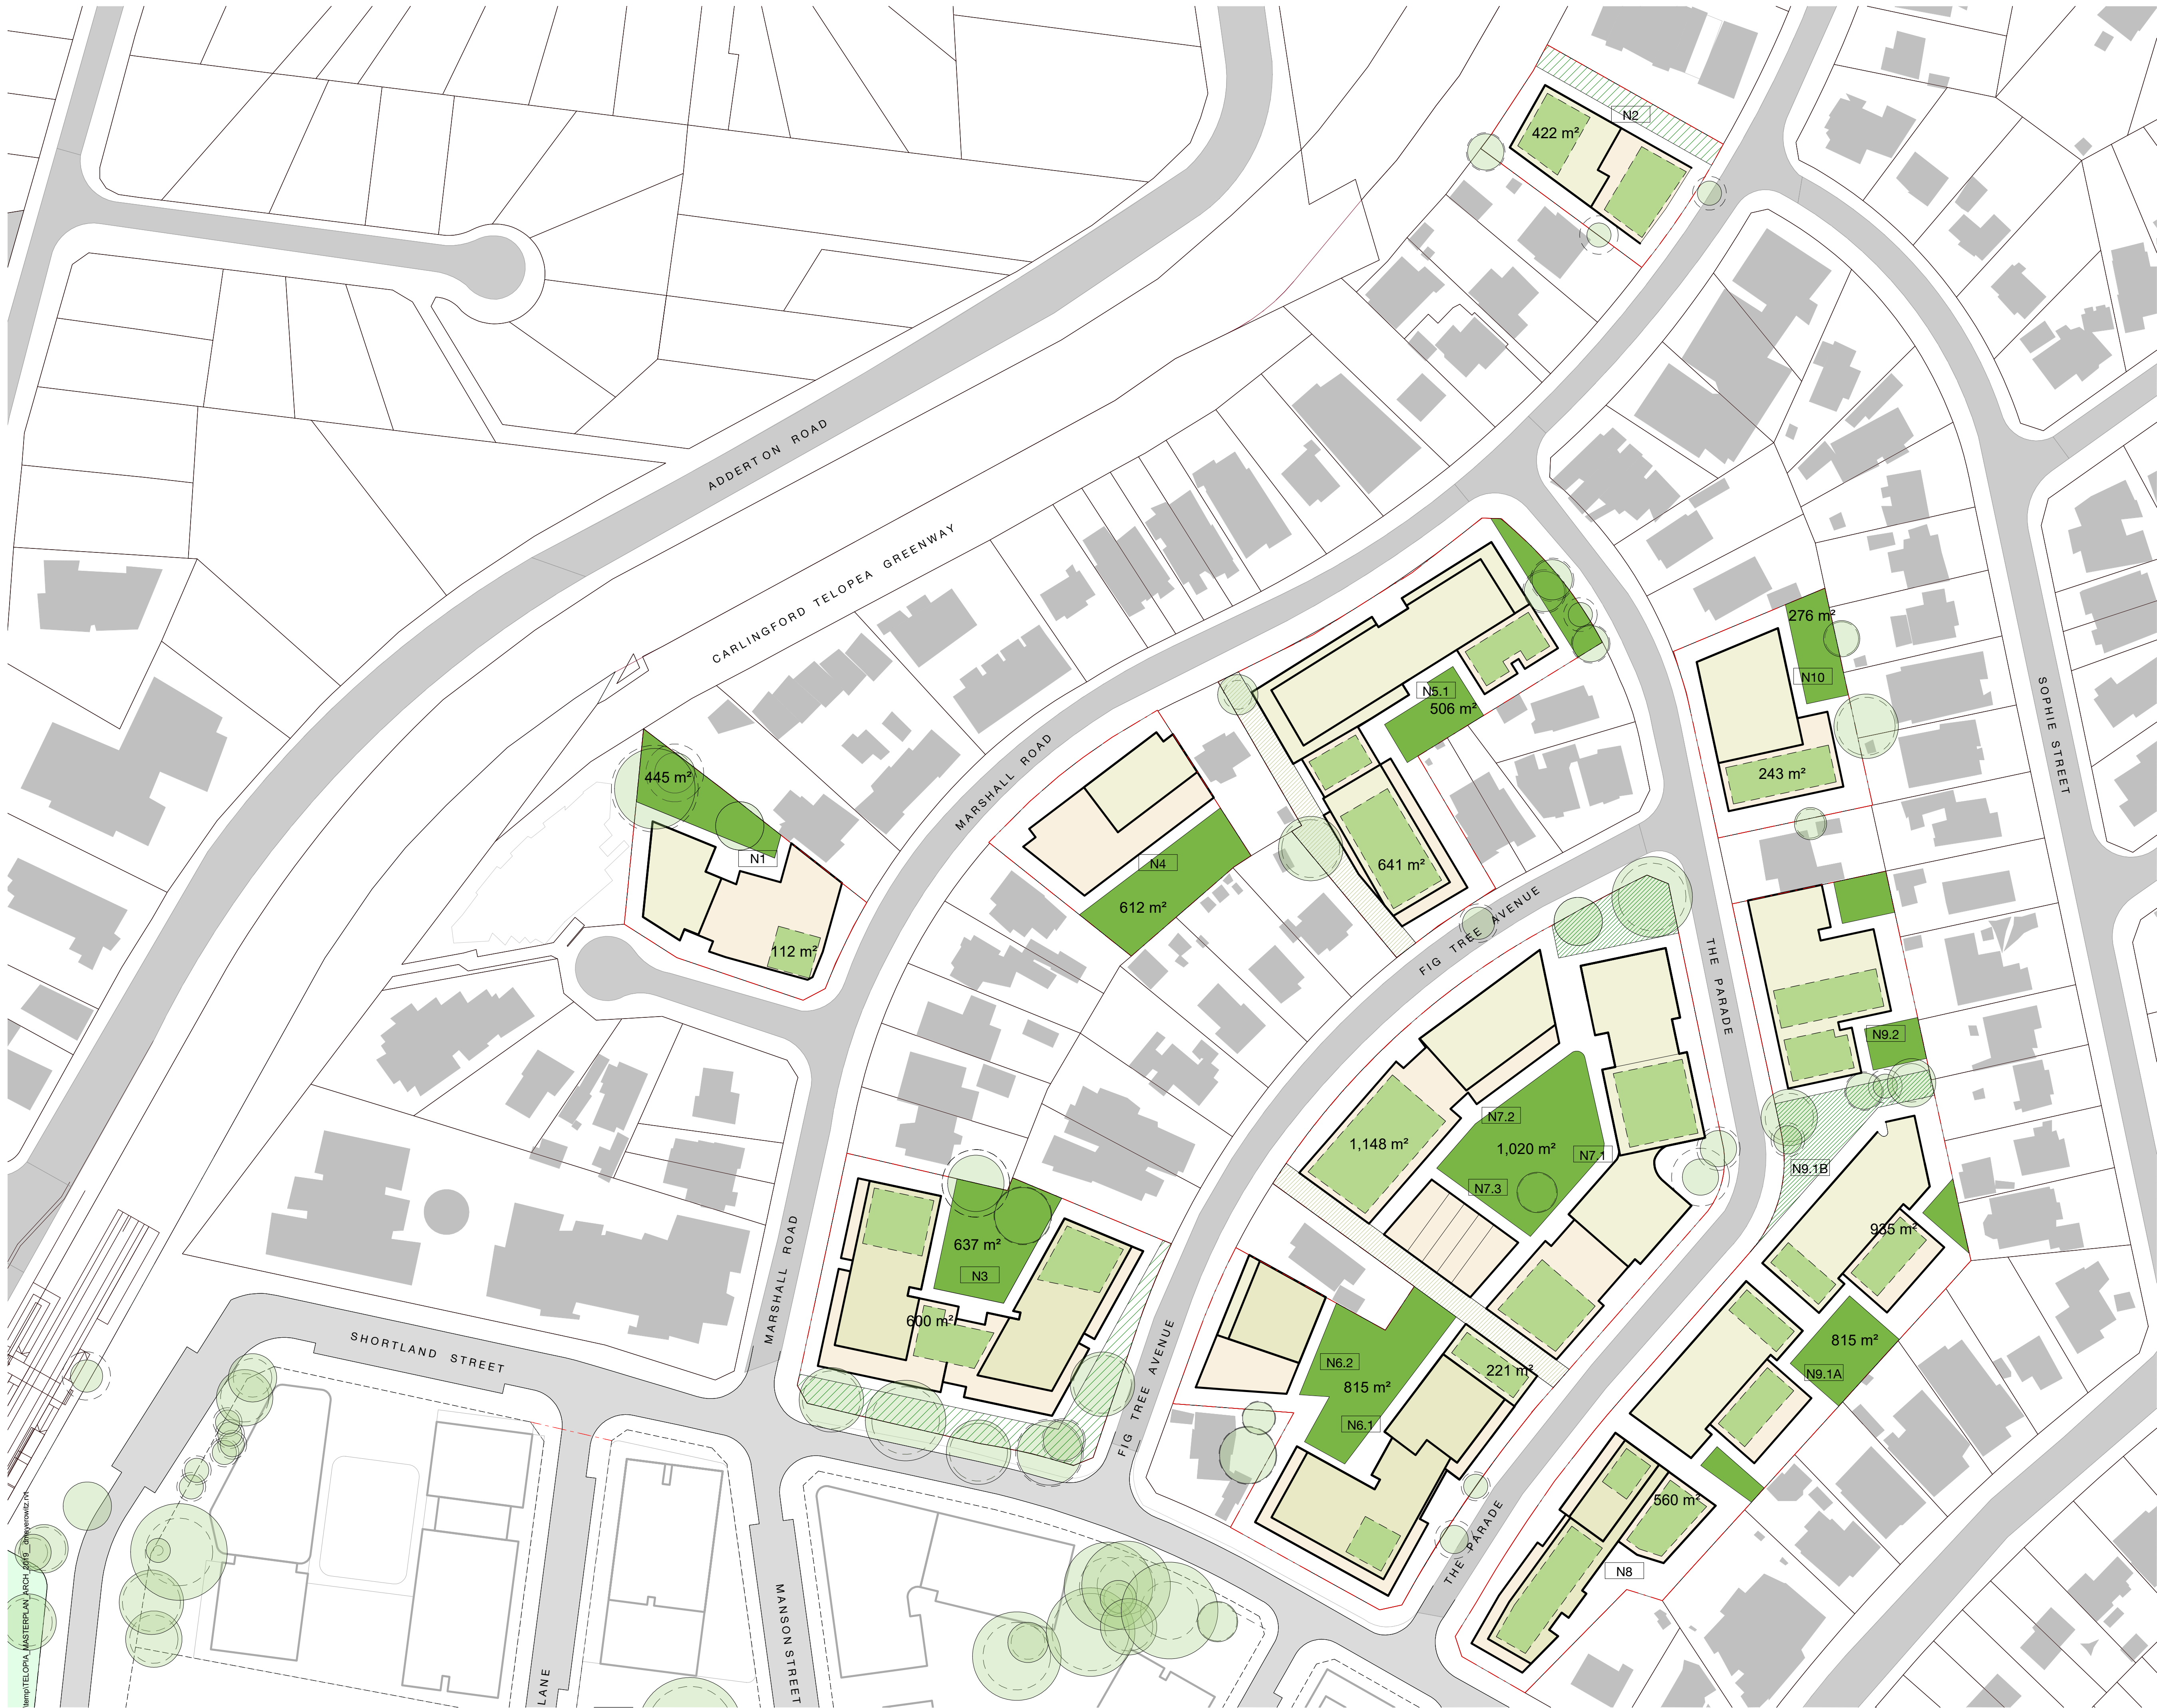 N2
422 m²
ADDERTON ROAD
CARLINGFORD TELOPEA GREENWAY
276 m²
N10
243 m²
SOPHIE STREET
N5.1
506 m²
445 m²
N1
112 m²
MARSHALL ROAD
N4
612 m²
641 m²
FIG TREE AVENUE
THE PARADE
N9.2
N7.2
1,148 m²
1,020 m²
N7.1
N7.3
N9.1B
935 m²
637 m²
N3
600 m²
MARSHALL ROAD
SHORTLAND STREET
FIG TREE AVENUE
N6.2
815 m²
N6.1
221 m²
815 m²
N9.1A
560 m²
N8
THE PARADE
MANSON STREET
LANE
\temp\TELOPIA_MASTERPLAN_ARCH_2019_dmeyerowitz.rvt